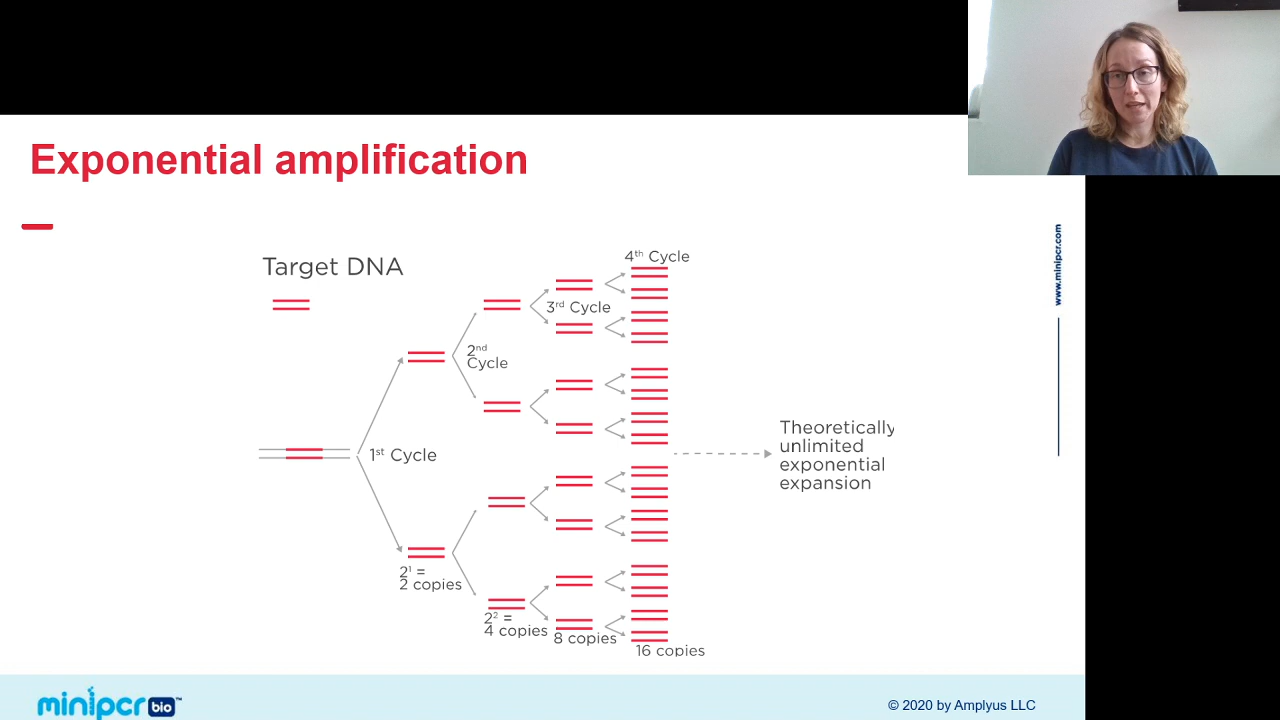 Exponential amplification
Target DNA
4th Cycle
3rd Cycle
2nd
Cycle
1st Cycle
Theoretically
unlimited
exponential
expansion
2¹ =
2 copies
2² =
4 copies
8 copies
16 copies
www.minipcr.com
minipcr bio™
© 2020 by Amplyus LLC